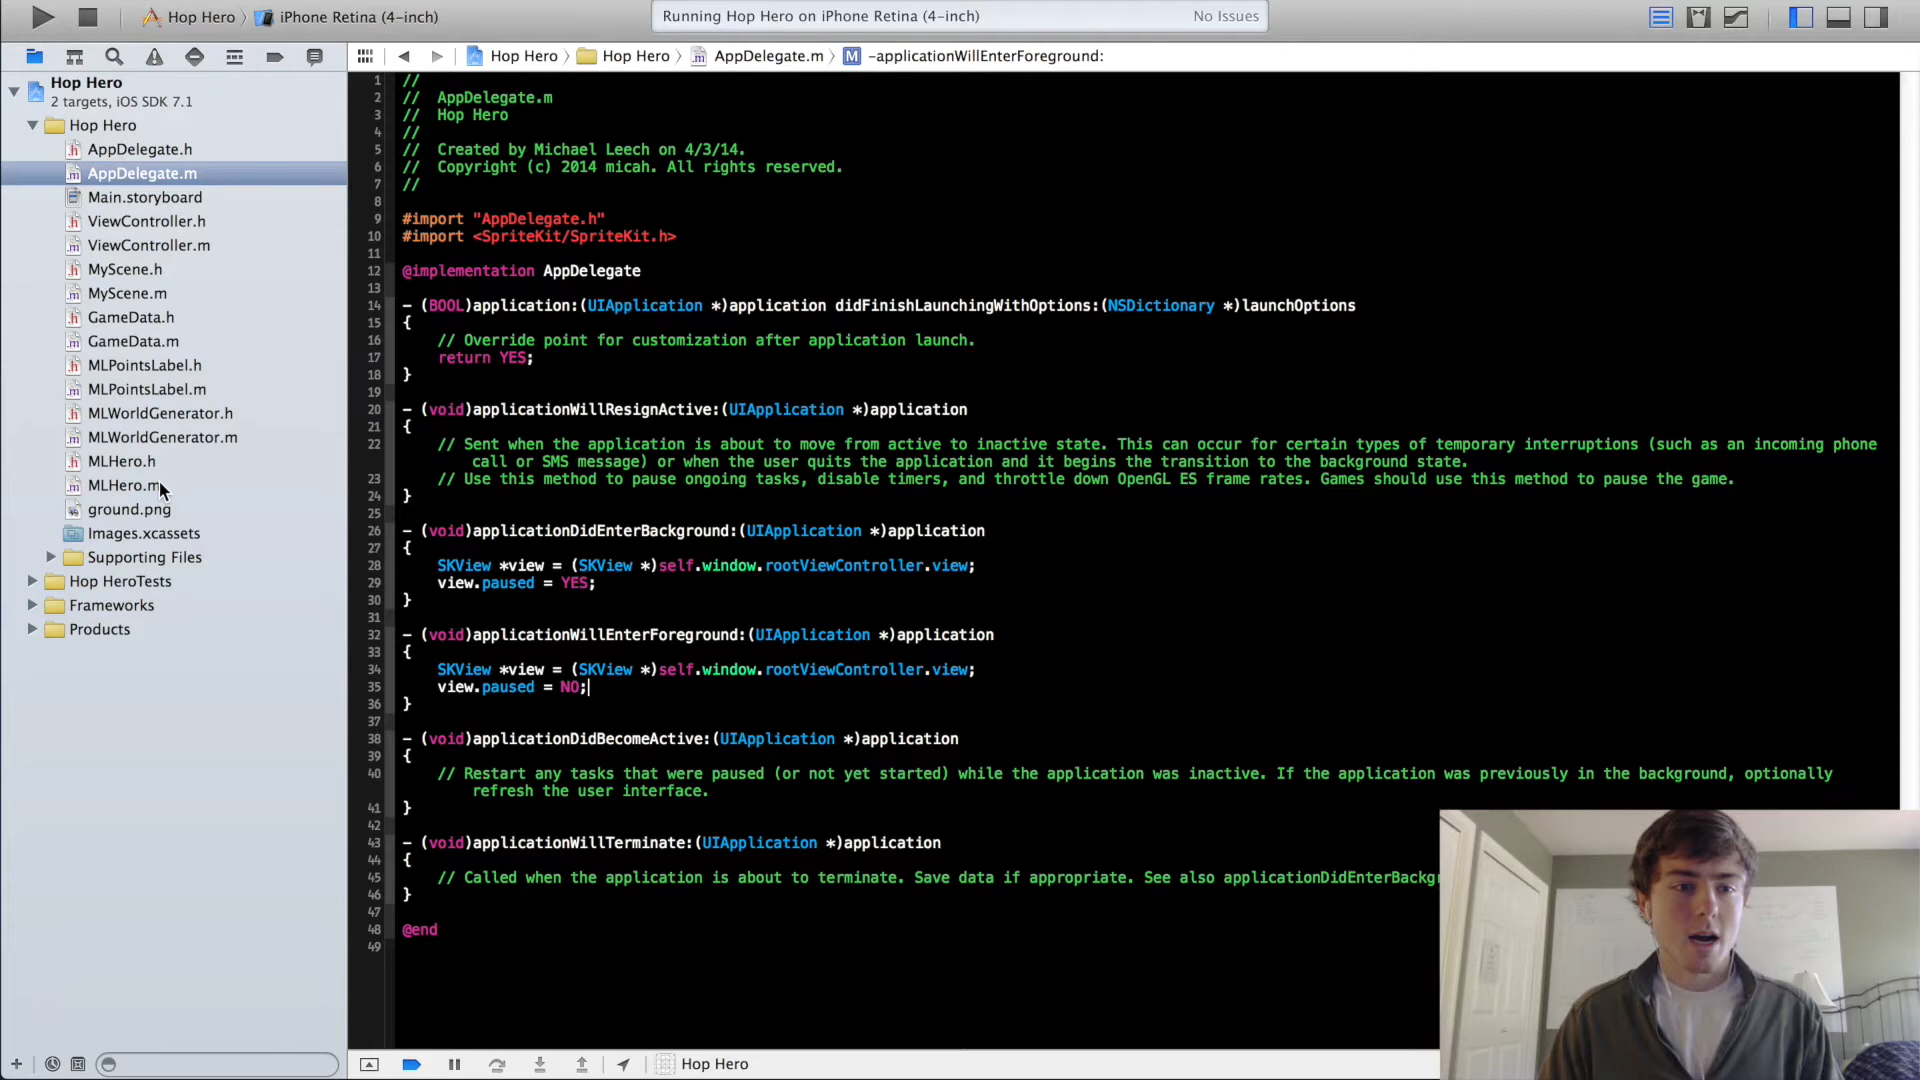 Hop Hero
iPhone Retina (4-inch)
Running Hop Hero on iPhone Retina (4-inch)
No Issues
Hop Hero
Hop Hero
AppDelegate.m
M
-applicationWillEnterForeground:
Hop Hero
2 targets, iOS SDK 7.1
Hop Hero
AppDelegate.h
AppDelegate.m
Main.storyboard
ViewController.h
ViewController.m
MyScene.h
MyScene.m
GameData.h
GameData.m
MLPointsLabel.h
MLPointsLabel.m
MLWorldGenerator.h
MLWorldGenerator.m
MLHero.h
MLHero.m
ground.png
Images.xcassets
Supporting Files
Hop HeroTests
Frameworks
Products
1 //
2 //  AppDelegate.m
3 //  Hop Hero
4 //
5 //  Created by Michael Leech on 4/3/14.
6 //  Copyright (c) 2014 micah. All rights reserved.
7 //
8
9 #import "AppDelegate.h"
10 #import <SpriteKit/SpriteKit.h>
11
12 @implementation AppDelegate
13
14 - (BOOL)application:(UIApplication *)application didFinishLaunchingWithOptions:(NSDictionary *)launchOptions
15 {
16     // Override point for customization after application launch.
17     return YES;
18 }
19
20 - (void)applicationWillResignActive:(UIApplication *)application
21 {
22     // Sent when the application is about to move from active to inactive state. This can occur for certain types of temporary interruptions (such as an incoming phone
call or SMS message) or when the user quits the application and it begins the transition to the background state.
23     // Use this method to pause ongoing tasks, disable timers, and throttle down OpenGL ES frame rates. Games should use this method to pause the game.
24 }
25
26 - (void)applicationDidEnterBackground:(UIApplication *)application
27 {
28     SKView *view = (SKView *)self.window.rootViewController.view;
29     view.paused = YES;
30 }
31
32 - (void)applicationWillEnterForeground:(UIApplication *)application
33 {
34     SKView *view = (SKView *)self.window.rootViewController.view;
35     view.paused = NO;
36 }
37
38 - (void)applicationDidBecomeActive:(UIApplication *)application
39 {
40     // Restart any tasks that were paused (or not yet started) while the application was inactive. If the application was previously in the background, optionally
refresh the user interface.
41 }
42
43 - (void)applicationWillTerminate:(UIApplication *)application
44 {
45     // Called when the application is about to terminate. Save data if appropriate. See also applicationDidEnterBackg
46 }
47
48 @end
49
Hop Hero